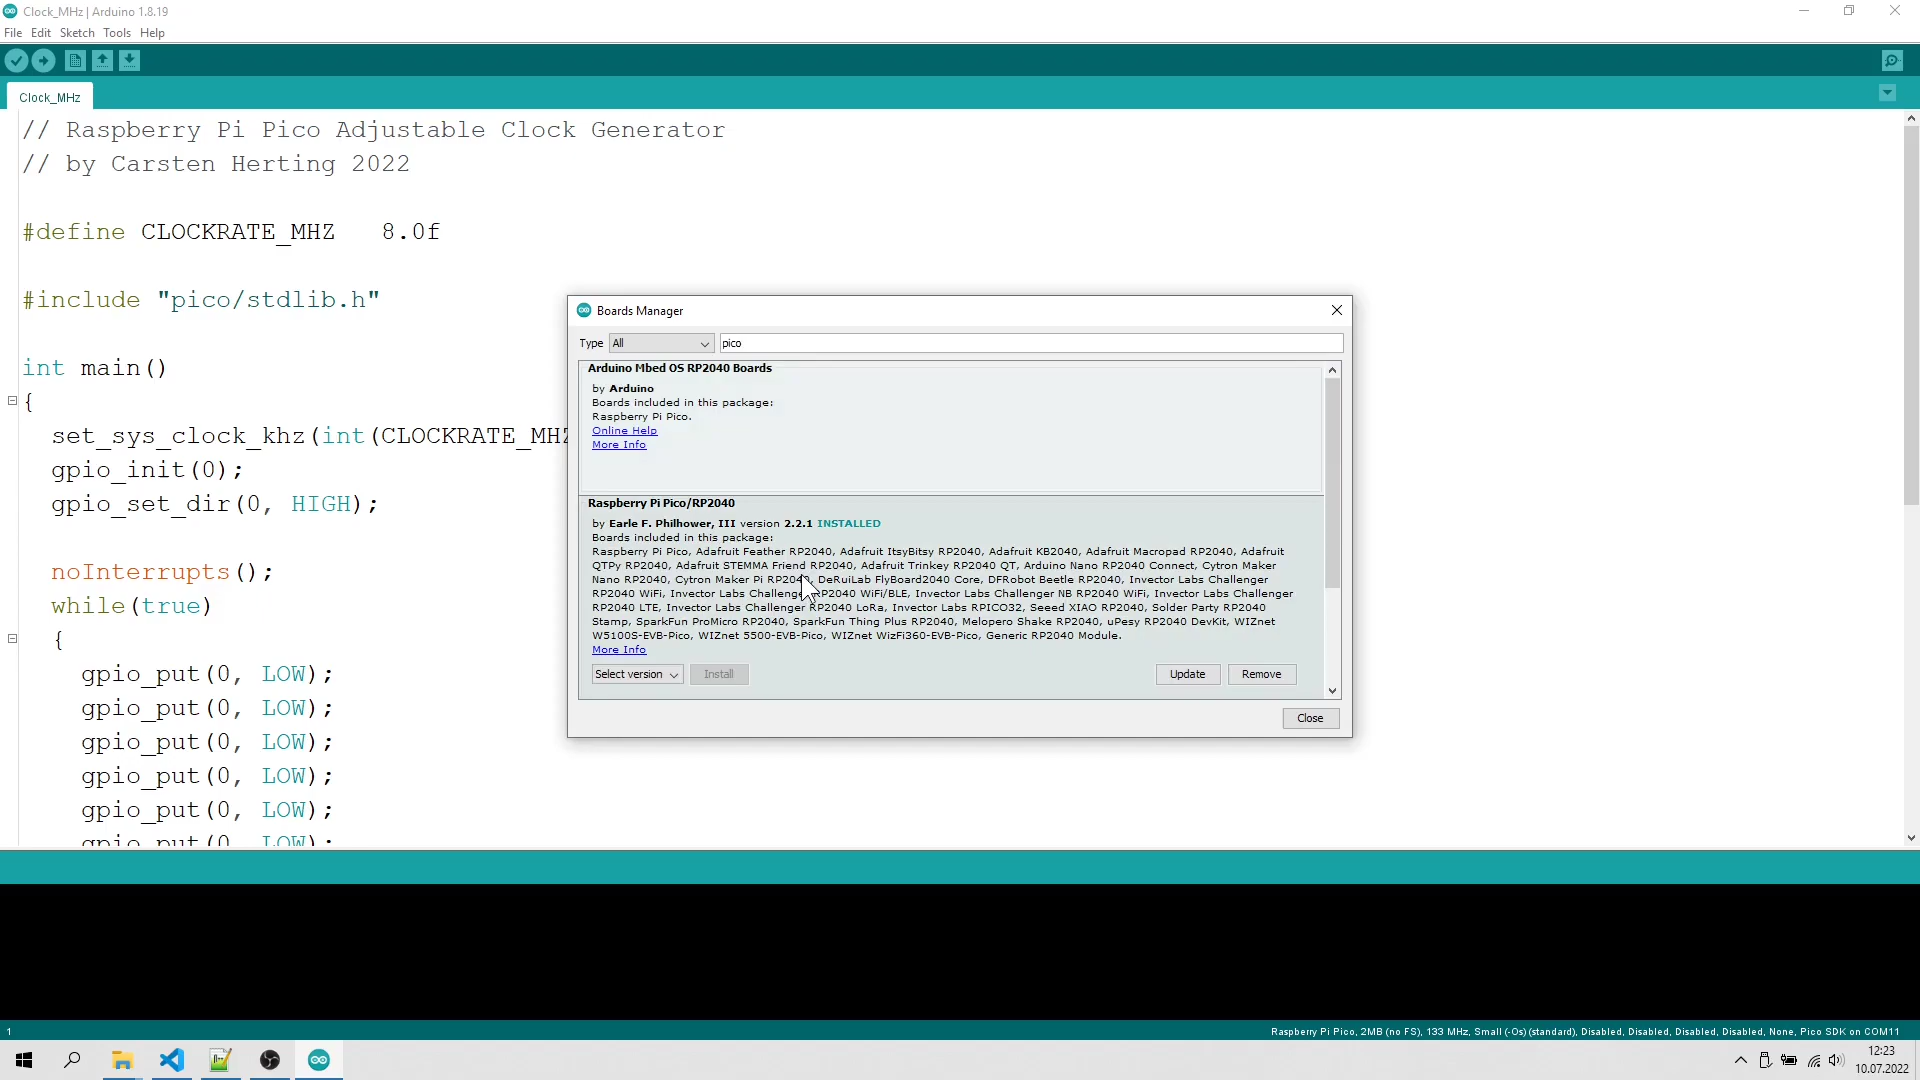 Clock_MHz | Arduino 1.8.19
File Edit Sketch Tools Help
Clock_MHz
// Raspberry Pi Pico Adjustable Clock Generator
// by Carsten Herting 2022
#define CLOCKRATE_MHZ 8.0f
#include "pico/stdlib.h"
int main()
{
set_sys_clock_khz(int(CLOCKRATE_MHZ
gpio_init(0);
gpio_set_dir(0, HIGH);
noInterrupts();
while(true)
{
gpio_put(0, LOW);
gpio_put(0, LOW);
gpio_put(0, LOW);
gpio_put(0, LOW);
gpio_put(0, LOW);
gpio_put(0, LOW);
Boards Manager
Type All pico
Arduino Mbed OS RP2040 Boards
by Arduino
Boards included in this package:
Raspberry Pi Pico.
Online Help
More Info
Raspberry Pi Pico/RP2040
by Earle F. Philhower, III version 2.2.1 INSTALLED
Boards included in this package:
Raspberry Pi Pico, Adafruit Feather RP2040, Adafruit ItsyBitsy RP2040, Adafruit KB2040, Adafruit Macropad RP2040, Adafruit
QTPy RP2040, Adafruit STEMMA Friend RP2040, Adafruit Trinkey RP2040 QT, Arduino Nano RP2040 Connect, Cytron Maker
Nano RP2040, Cytron Maker Pi RP2040, DeRuiLab FlyBoard2040 Core, DFRobot Beetle RP2040, Invector Labs Challenger
RP2040 WiFi, Invector Labs Challenger RP2040 WiFi/BLE, Invector Labs Challenger NB RP2040 WiFi, Invector Labs Challenger
RP2040 LTE, Invector Labs Challenger RP2040 LoRa, Invector Labs RPICO32, Seeed XIAO RP2040, Solder Party RP2040
Stamp, SparkFun ProMicro RP2040, SparkFun Thing Plus RP2040, Melopero Shake RP2040, uPesy RP2040 DevKit, WIZnet
W5100S-EVB-Pico, WIZnet 5500-EVB-Pico, WIZnet WizFi360-EVB-Pico, Generic RP2040 Module.
More Info
Select version Install Update Remove
Close
1 Raspberry Pi Pico, 2MB (no FS), 133 MHz, Small (-Os) (standard), Disabled, Disabled, Disabled, Disabled, None, Pico SDK on COM11
12:23
10.07.2022